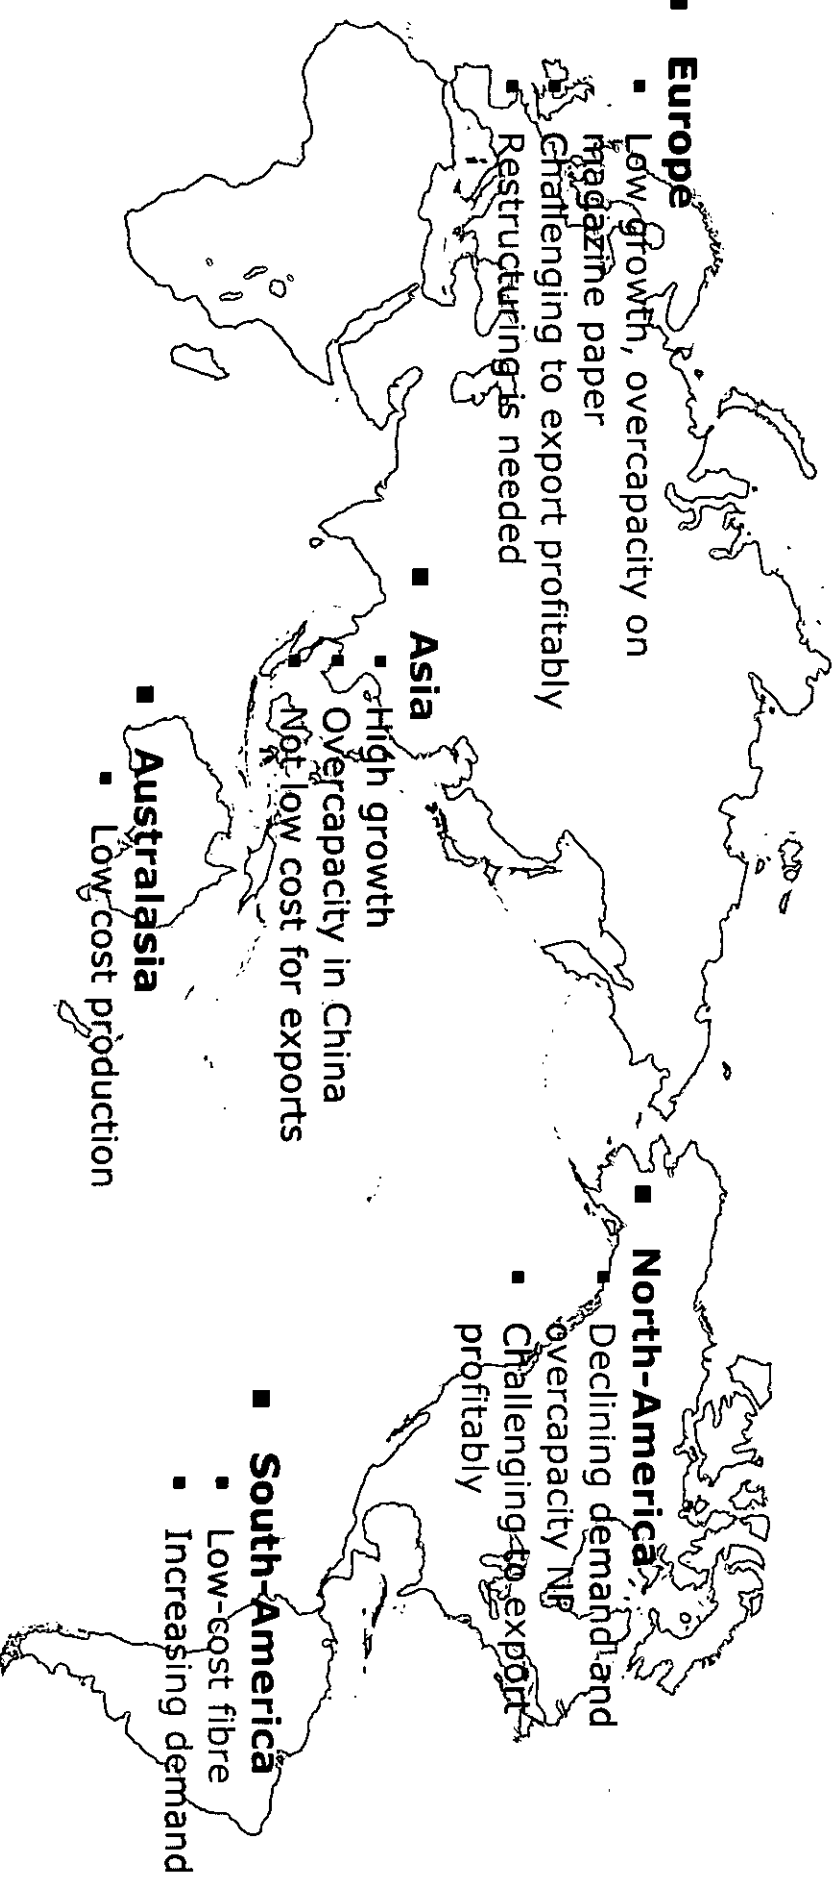 ▪ Europe
▪ Low growth, overcapacity on
magazine paper
▪ Challenging to export profitably
▪ Restructuring is needed
▪ Asia
▪ High growth
▪ Overcapacity in China
▪ Not low cost for exports
▪ Australasia
▪ Low cost production
▪ North-America
▪ Declining demand and
overcapacity NP
▪ Challenging to export
profitably
▪ South-America
▪ Low-cost fibre
▪ Increasing demand